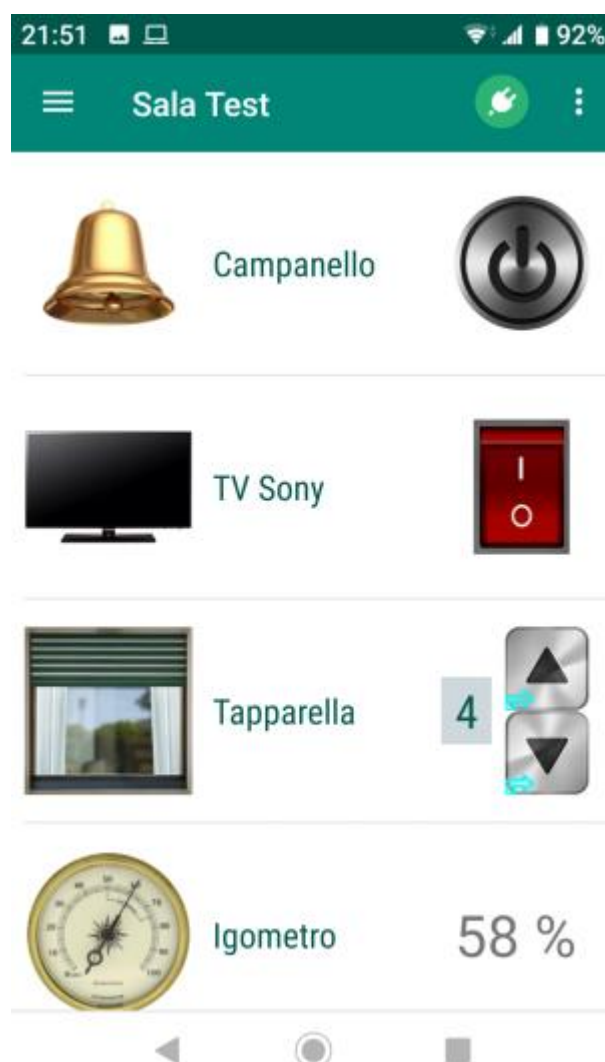 21:51 92%
Sala Test
Campanello
TV Sony
I
O
Tapparella
4
Igometro
58 %